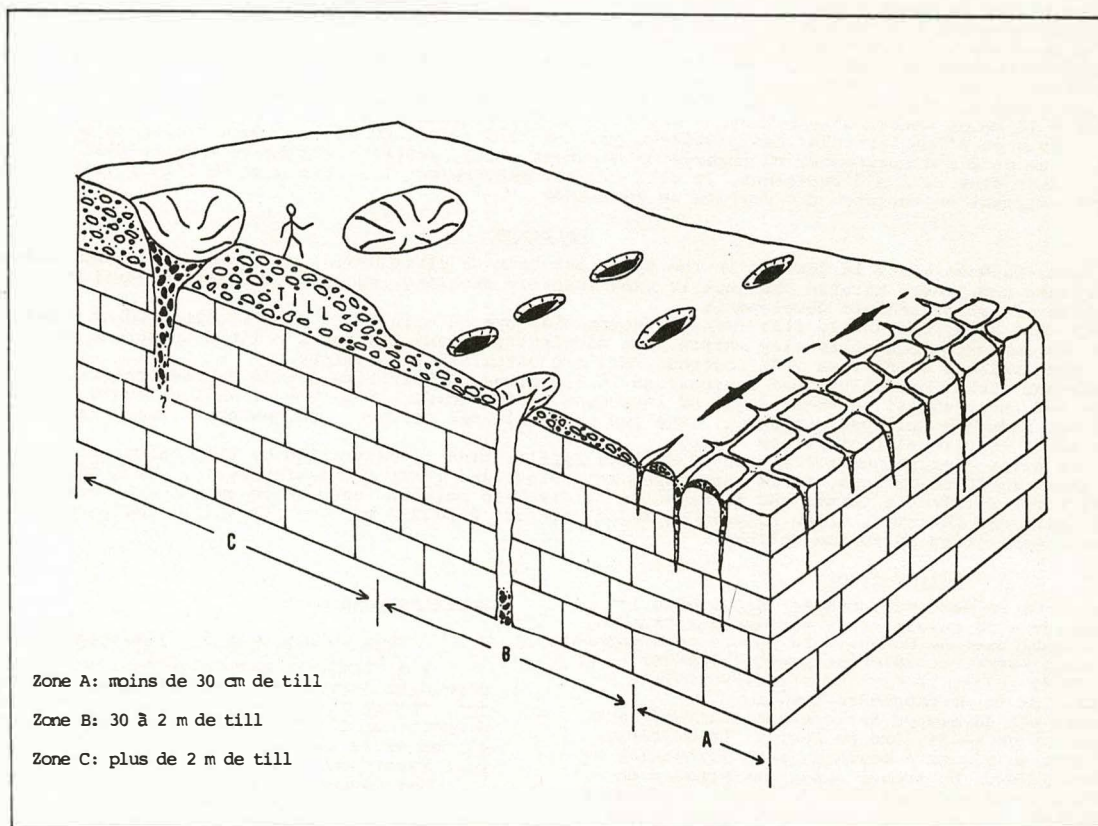 TILL
?
C
B
A
Zone A: moins de 30 cm de till
Zone B: 30 à 2 m de till
Zone C: plus de 2 m de till